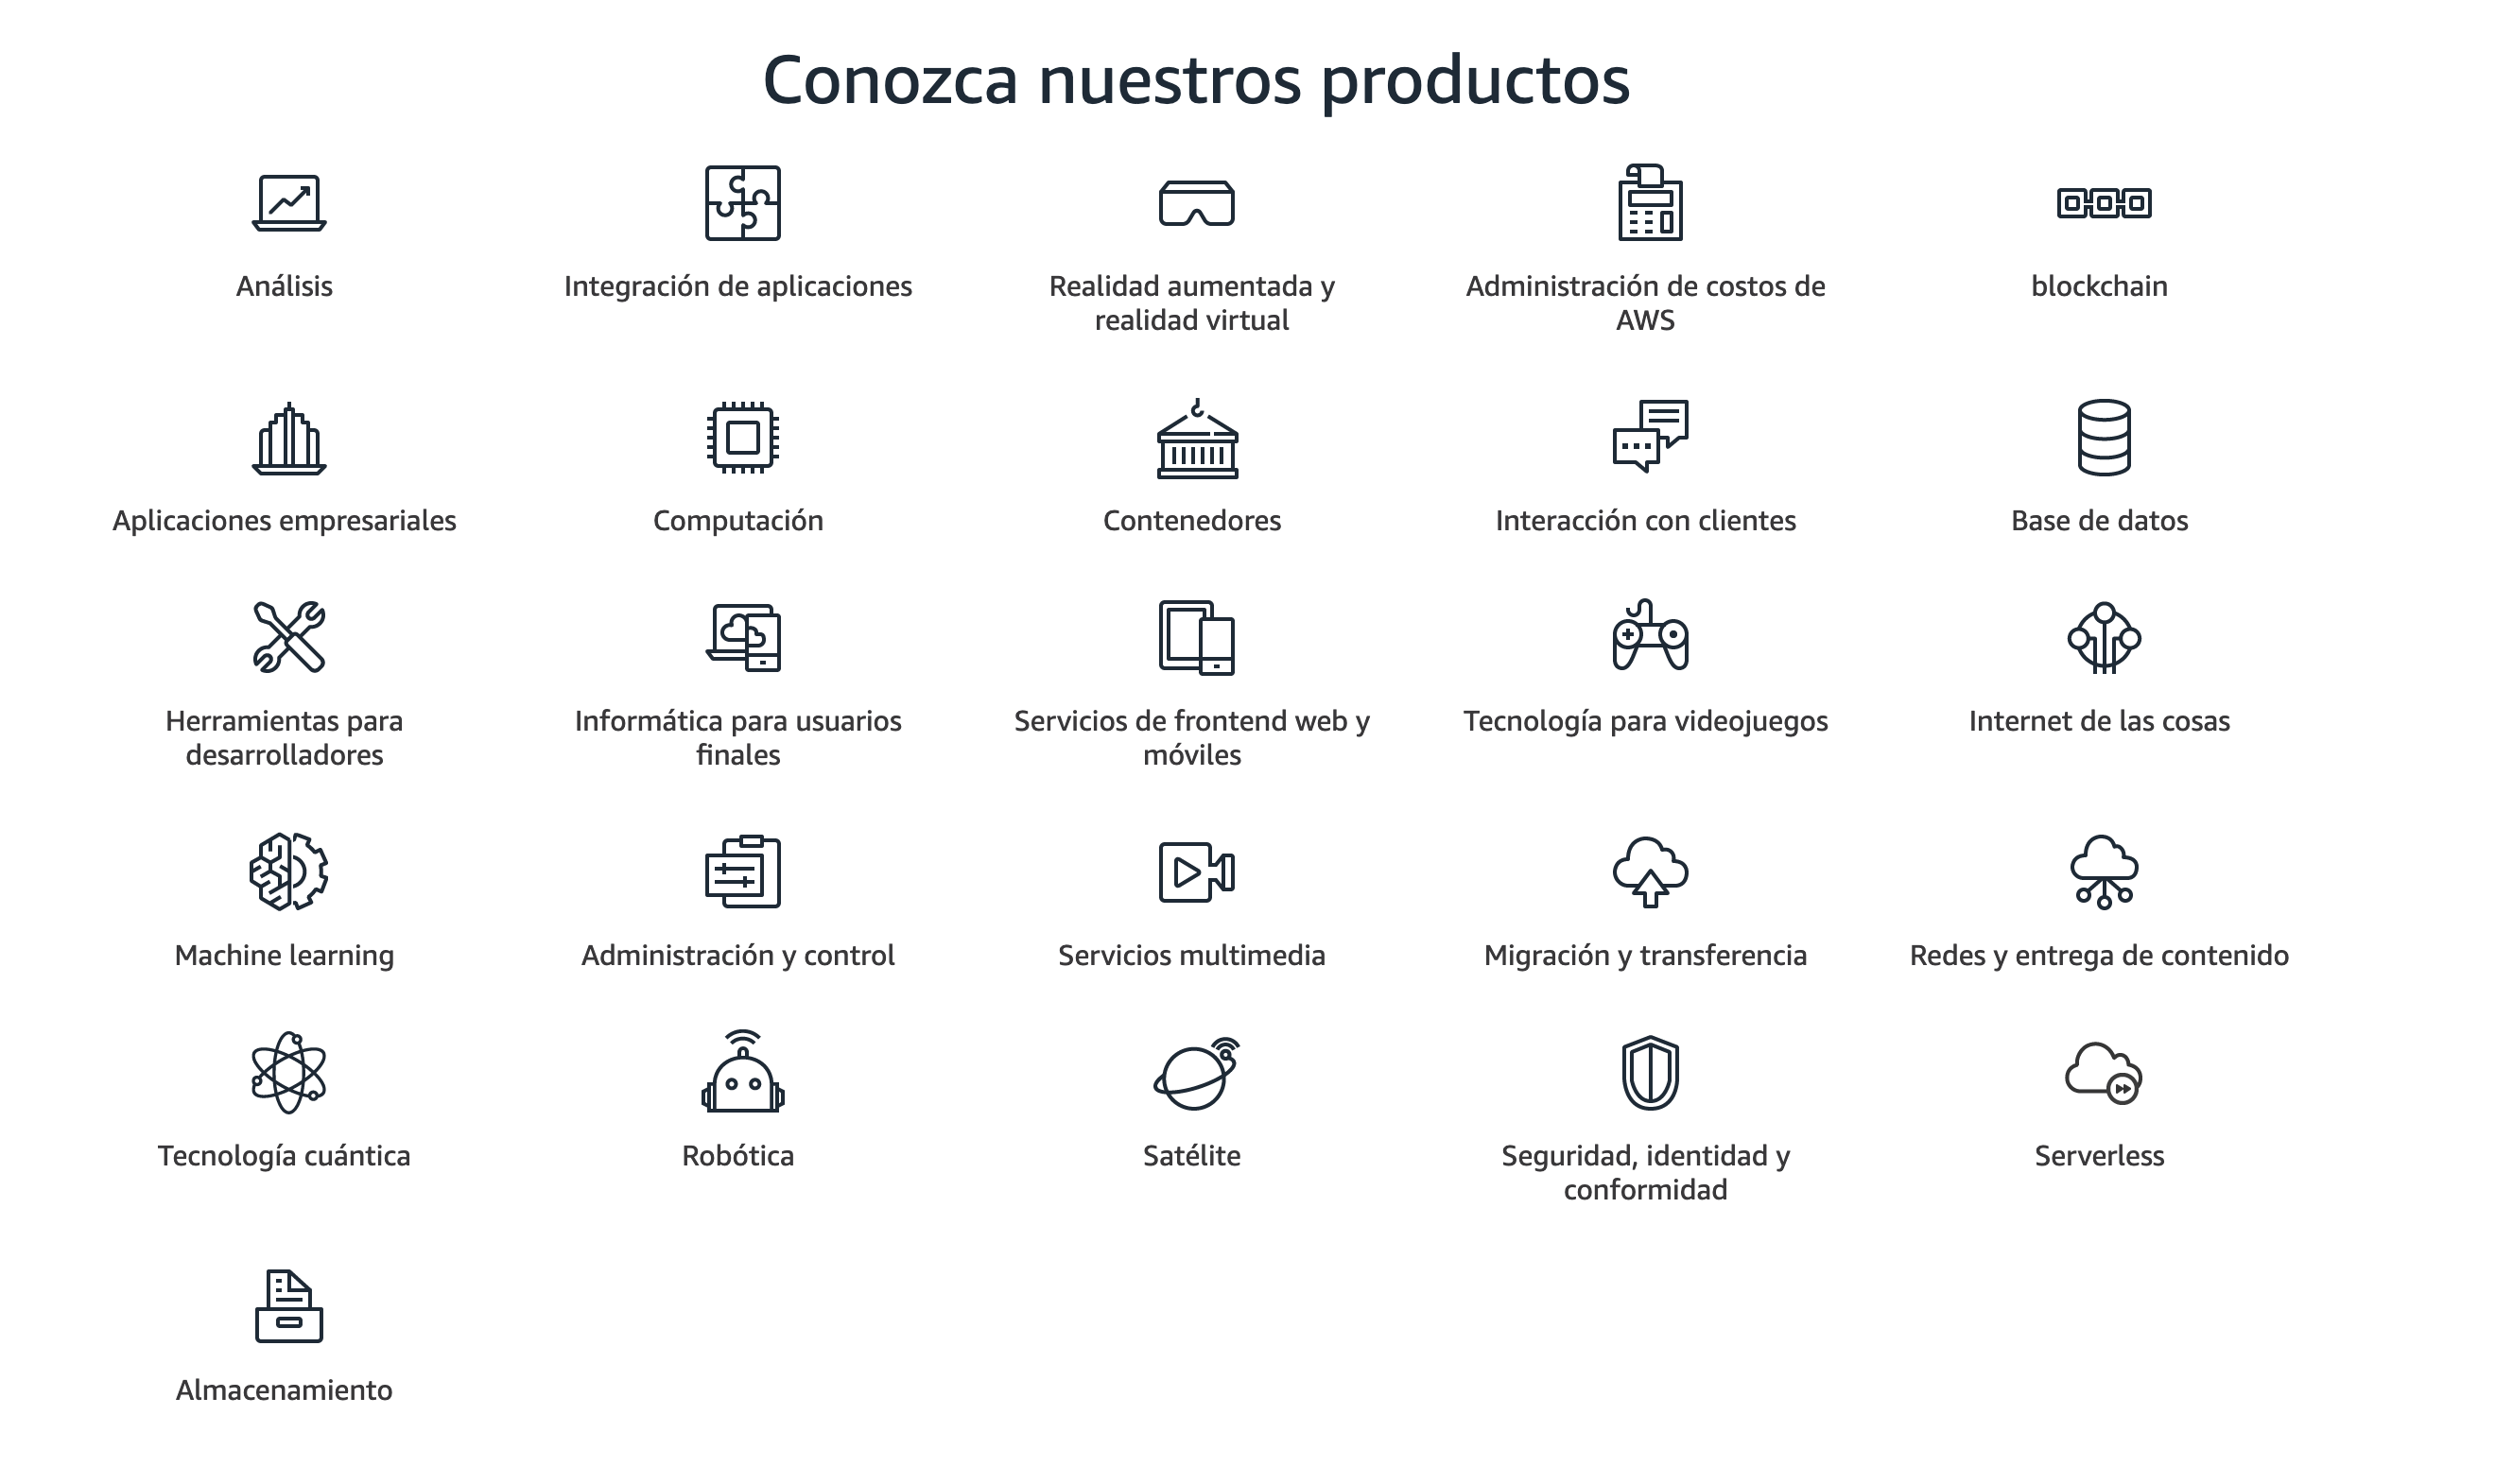 Conozca nuestros productos
Análisis
Integración de aplicaciones
Realidad aumentada y
realidad virtual
Administración de costos de
AWS
blockchain
Aplicaciones empresariales
Computación
Contenedores
Interacción con clientes
Base de datos
Herramientas para
desarrolladores
Informática para usuarios
finales
Servicios de frontend web y
móviles
Tecnología para videojuegos
Internet de las cosas
Machine learning
Administración y control
Servicios multimedia
Migración y transferencia
Redes y entrega de contenido
Tecnología cuántica
Robótica
Satélite
Seguridad, identidad y
conformidad
Serverless
Almacenamiento